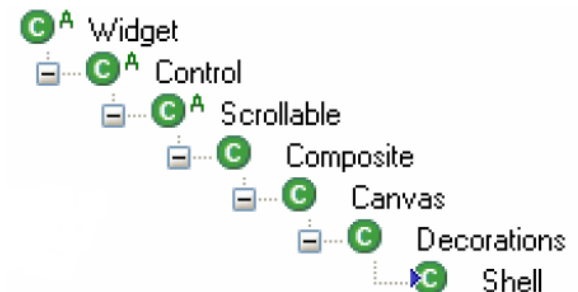 C A Widget
C A Control
C A Scrollable
C Composite
C Canvas
C Decorations
C Shell